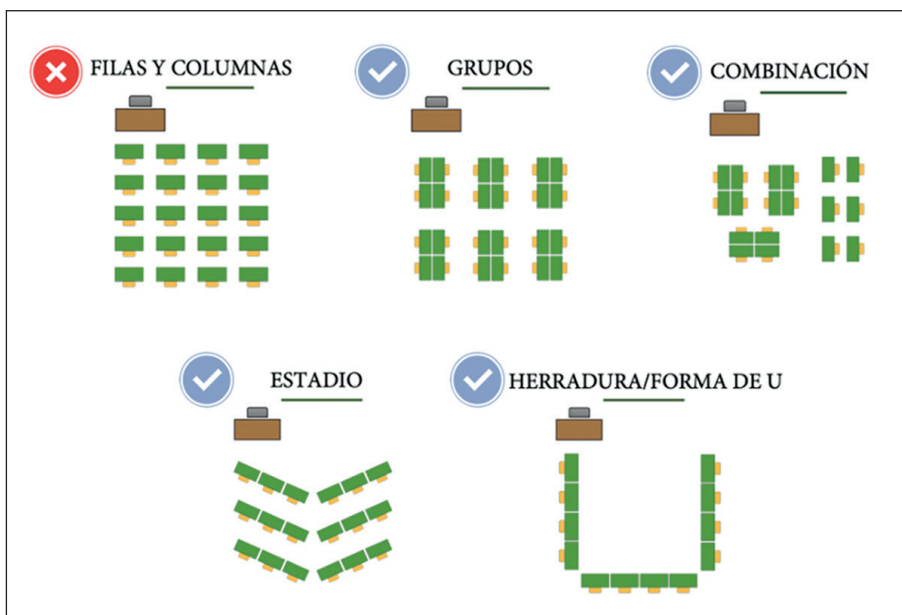 FILAS Y COLUMNAS
GRUPOS
COMBINACIÓN
ESTADIO
HERRADURA/FORMA DE U